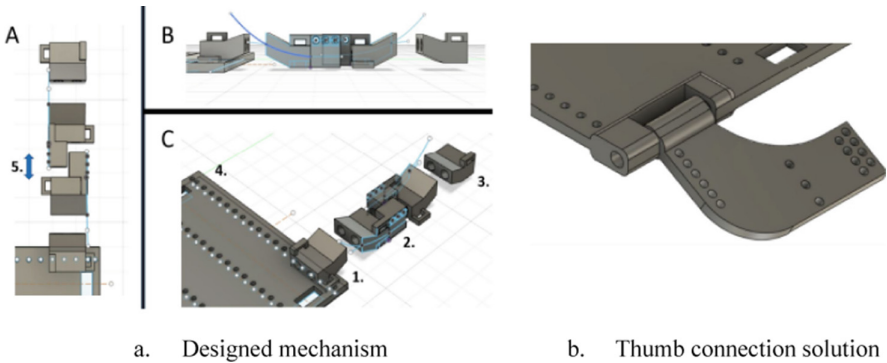 A
B
C
5.
4.
3.
2.
1.
a. Designed mechanism
b. Thumb connection solution